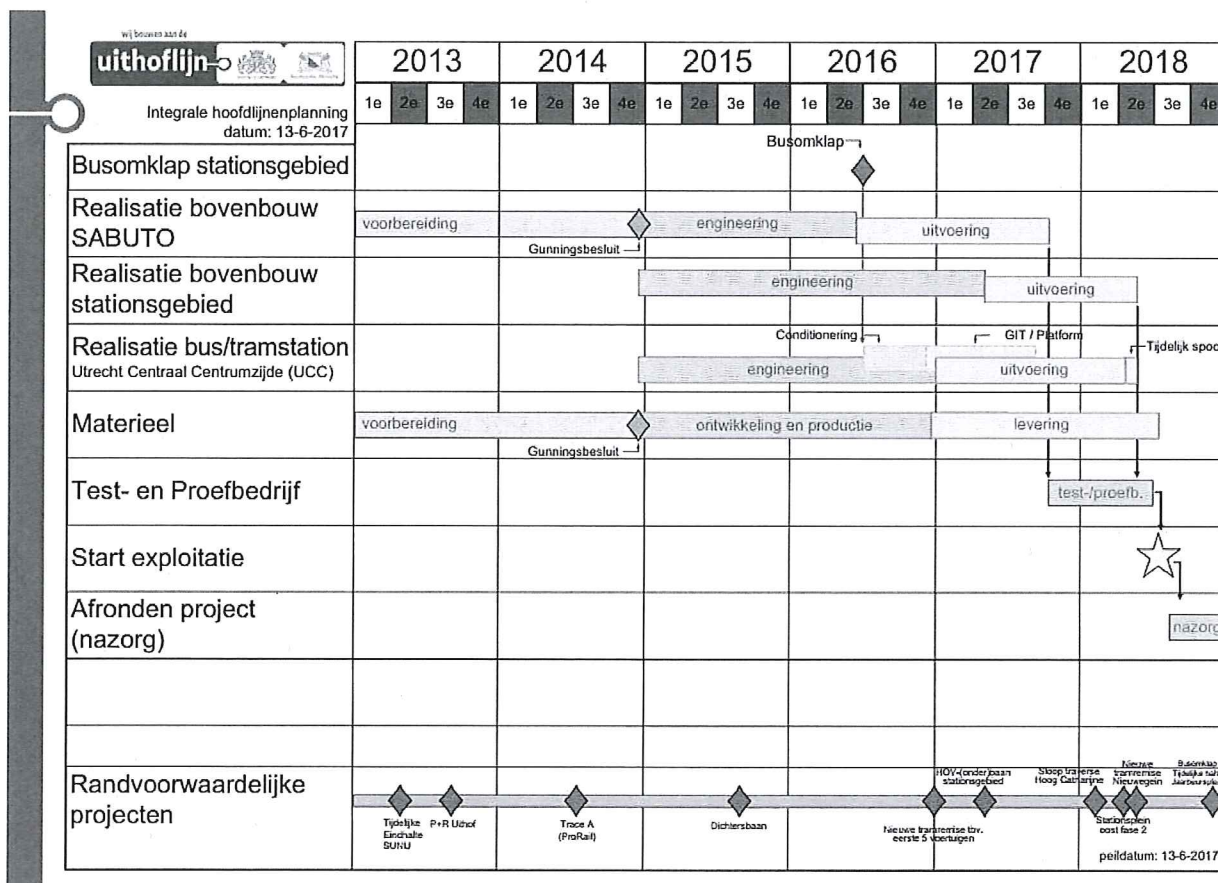 wij bouwen aan de
uithoflijn
Integrale hoofdlijnenplanning
datum: 13-6-2017
2013 2014 2015 2016 2017 2018
1e 2e 3e 4e 1e 2e 3e 4e 1e 2e 3e 4e 1e 2e 3e 4e 1e 2e 3e 4e 1e 2e 3e 4e
Busomklap stationsgebied
Busomklap
Realisatie bovenbouw
SABUTO
voorbereiding
Gunningsbesluit
engineering
uitvoering
Realisatie bovenbouw
stationsgebied
engineering
uitvoering
Realisatie bus/tramstation
Utrecht Centraal Centrumzijde (UCC)
Conditionering
GIT / Platform
Tijdelijk spoor
engineering
uitvoering
Materieel
voorbereiding
Gunningsbesluit
ontwikkeling en productie
levering
Test- en Proefbedrijf
test-/proefb.
Start exploitatie
Afronden project
(nazorg)
nazorg
Randvoorwaardelijke
projecten
Tijdelijke
Eindhalte
SUNIJ
P+R Uithof
Trace A
(ProRail)
Dichtersbaan
Nieuwe tramremise tbv.
eerste 5 voertuigen
HOV-(onder)baan
stationsgebied
Sloop traverse
Hoog Catharijne
Stationsplein
oost fase 2
Nieuwe
tramremise
Nieuwegein
Busomklap
Tijdelijke
peildatum: 13-6-2017